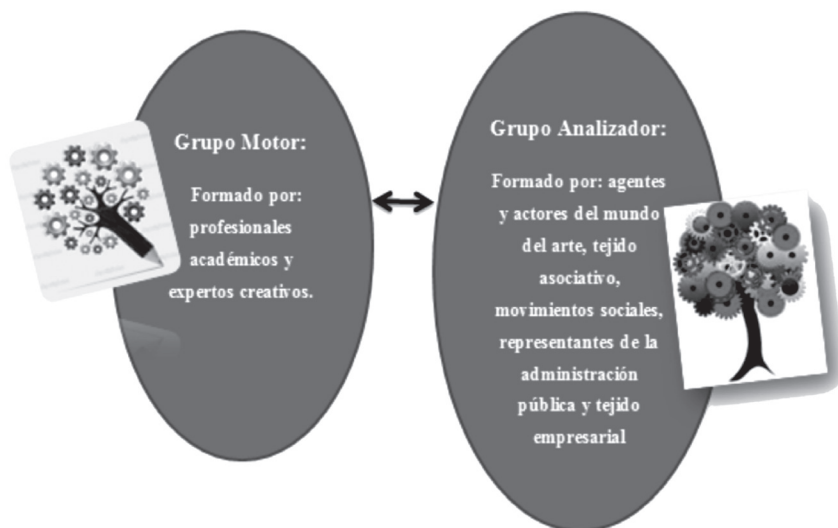 Grupo Motor:
Formado por:
profesionales
académicos y
expertos creativos.
Grupo Analizador:
Formado por: agentes
y actores del mundo
del arte, tejido
asociativo,
movimientos sociales,
representantes de la
administración
pública y tejido
empresarial